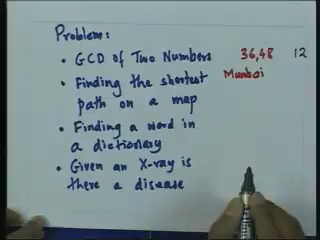 Problem:
• GCD of Two Numbers 36,48 12
• Finding the shortest Mumbai
path on a map
• Finding a word in
a dictionary
• Given an X-ray is
there a disease